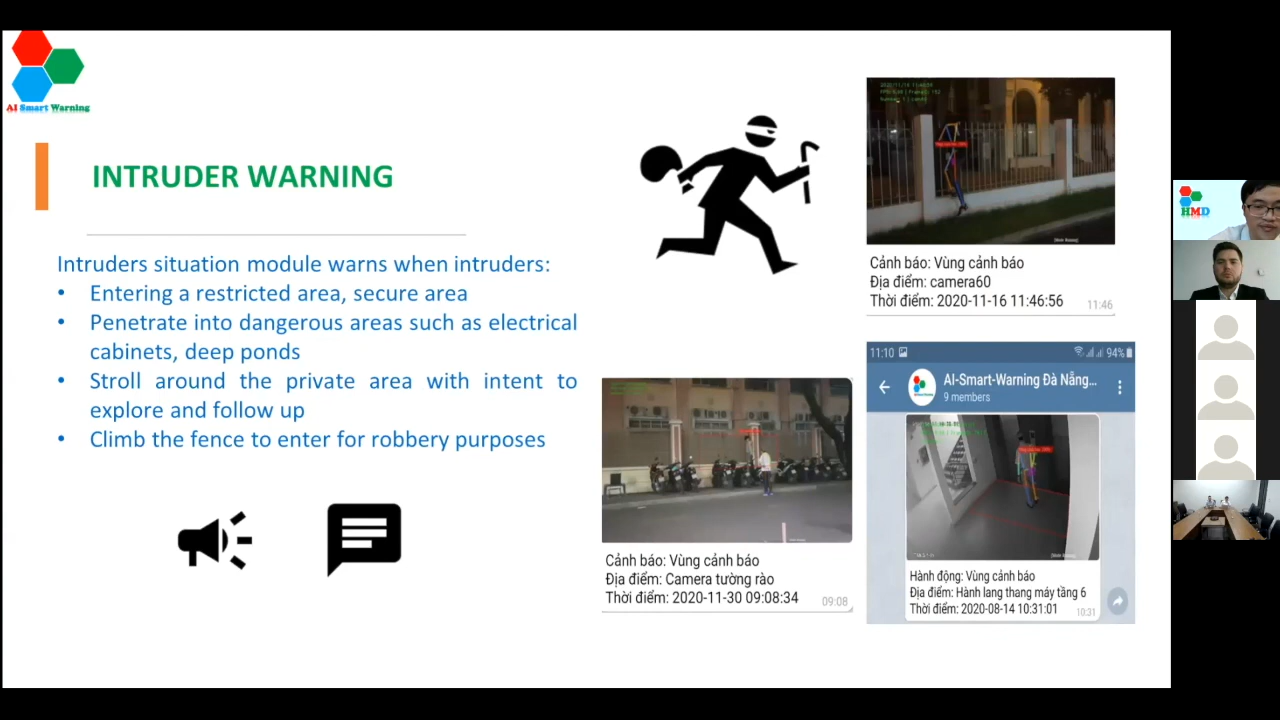 AI Smart Warning
INTRUDER WARNING
Intruders situation module warns when intruders:
• Entering a restricted area, secure area
• Penetrate into dangerous areas such as electrical
cabinets, deep ponds
• Stroll around the private area with intent to
explore and follow up
• Climb the fence to enter for robbery purposes
Cảnh báo: Vùng cảnh báo
Địa điểm: camera60
Thời điểm: 2020-11-16 11:46:56
11:46
Cảnh báo: Vùng cảnh báo
Địa điểm: Camera tường rào
Thời điểm: 2020-11-30 09:08:34
09:08
11:10
94%
AI-Smart-Warning Đà Nẵng...
9 members
Hành động: Vùng cảnh báo
Địa điểm: Hành lang thang máy tầng 6
Thời điểm: 2020-08-14 10:31:01
10:31
HMD